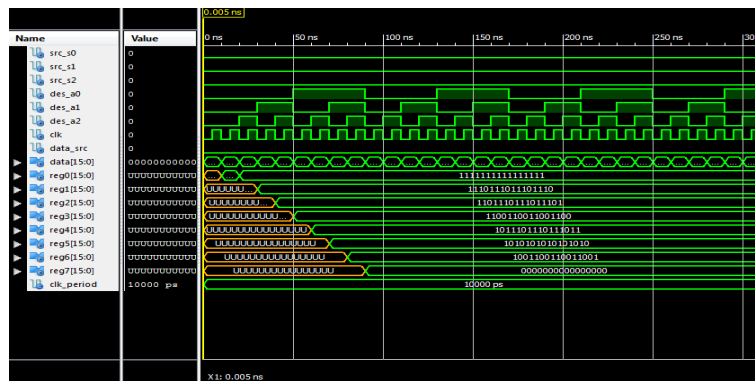 0.005 ns
Name Value 0 ns 50 ns 100 ns 150 ns 200 ns 250 ns 30
src_s0 0
src_s1 0
src_s2 0
des_a0 0
des_a1 0
des_a2 0
clk 0
data_src 0
data[15:0] 00000000000
reg0[15:0] UUUUUUUUUUU ... ... 1111111111111111
reg1[15:0] UUUUUUUUUUU UUUUUU... 1110111011101110
reg2[15:0] UUUUUUUUUUU UUUUUUUU... 1101110111011101
reg3[15:0] UUUUUUUUUUU UUUUUUUUUUU... 1100110011001100
reg4[15:0] UUUUUUUUUUU UUUUUUUUUUUUUUUU 1011101110111011
reg5[15:0] UUUUUUUUUUU UUUUUUUUUUUUUUUU 1010101010101010
reg6[15:0] UUUUUUUUUUU UUUUUUUUUUUUUUUU 1001100110011001
reg7[15:0] UUUUUUUUUUU UUUUUUUUUUUUUUUU 0000000000000000
clk_period 10000 ps 10000 ps
X1: 0.005 ns